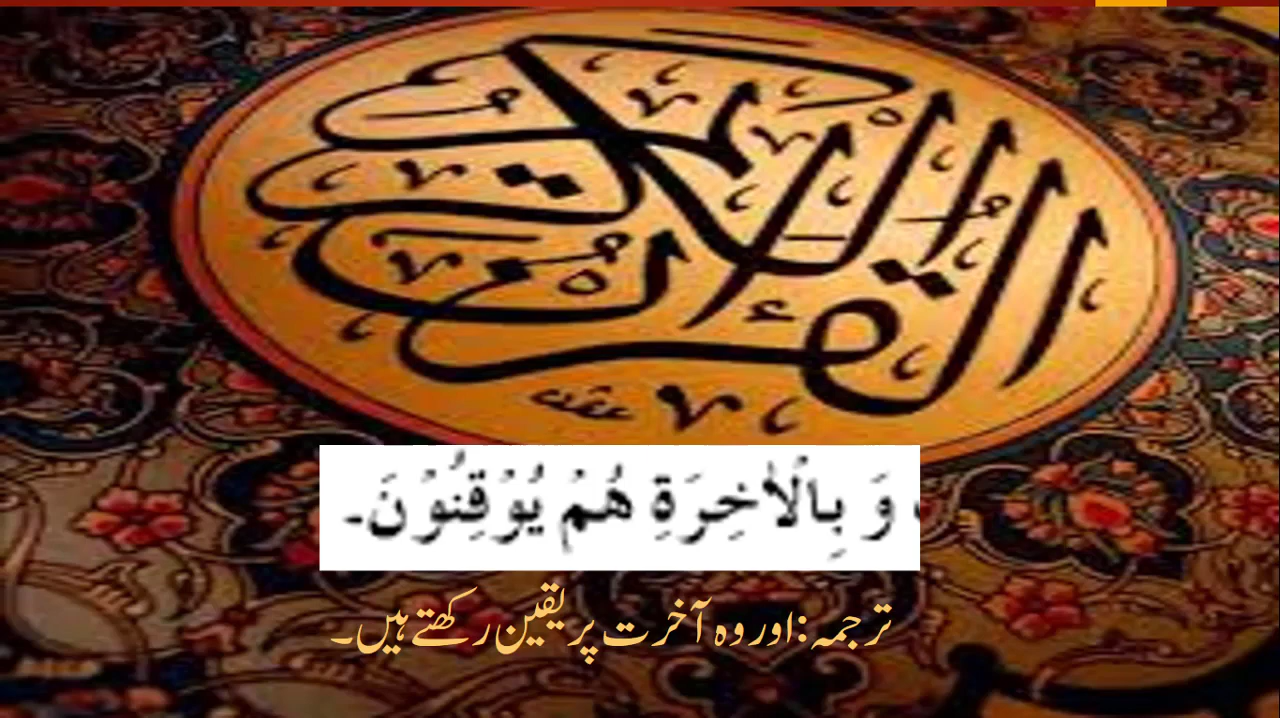 القرآن الكريم
وَ بِالْاٰخِرَةِ هُمْ يُوْقِنُوْنَ۔
ترجمہ:اور وہ آخرت پر یقین رکھتے ہیں۔